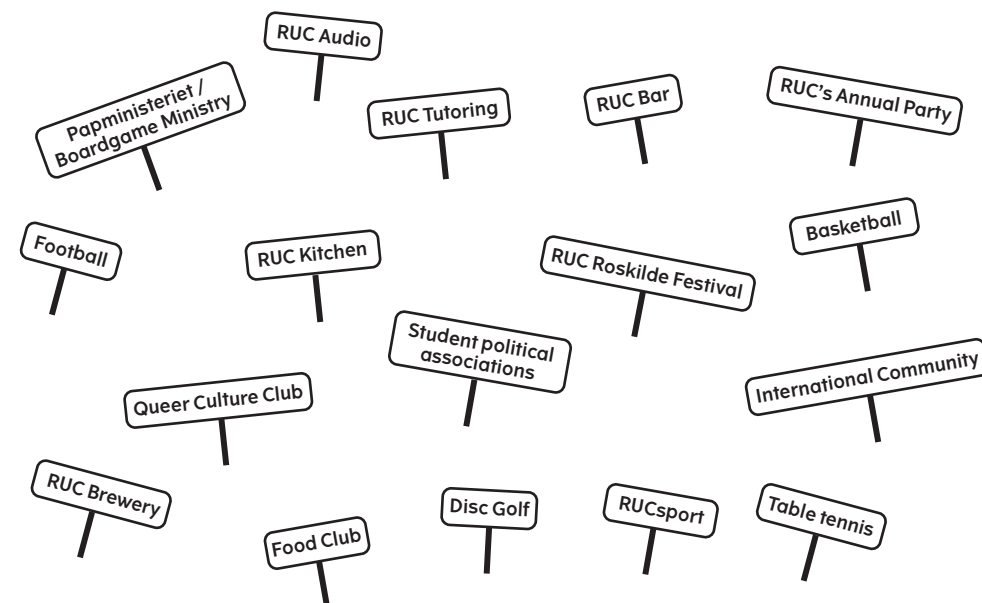 RUC Audio
Papministeriet /
Boardgame Ministry
RUC Tutoring
RUC Bar
RUC's Annual Party
Football
RUC Kitchen
RUC Roskilde Festival
Basketball
Student political
associations
International Community
Queer Culture Club
RUC Brewery
Food Club
Disc Golf
RUCsport
Table tennis